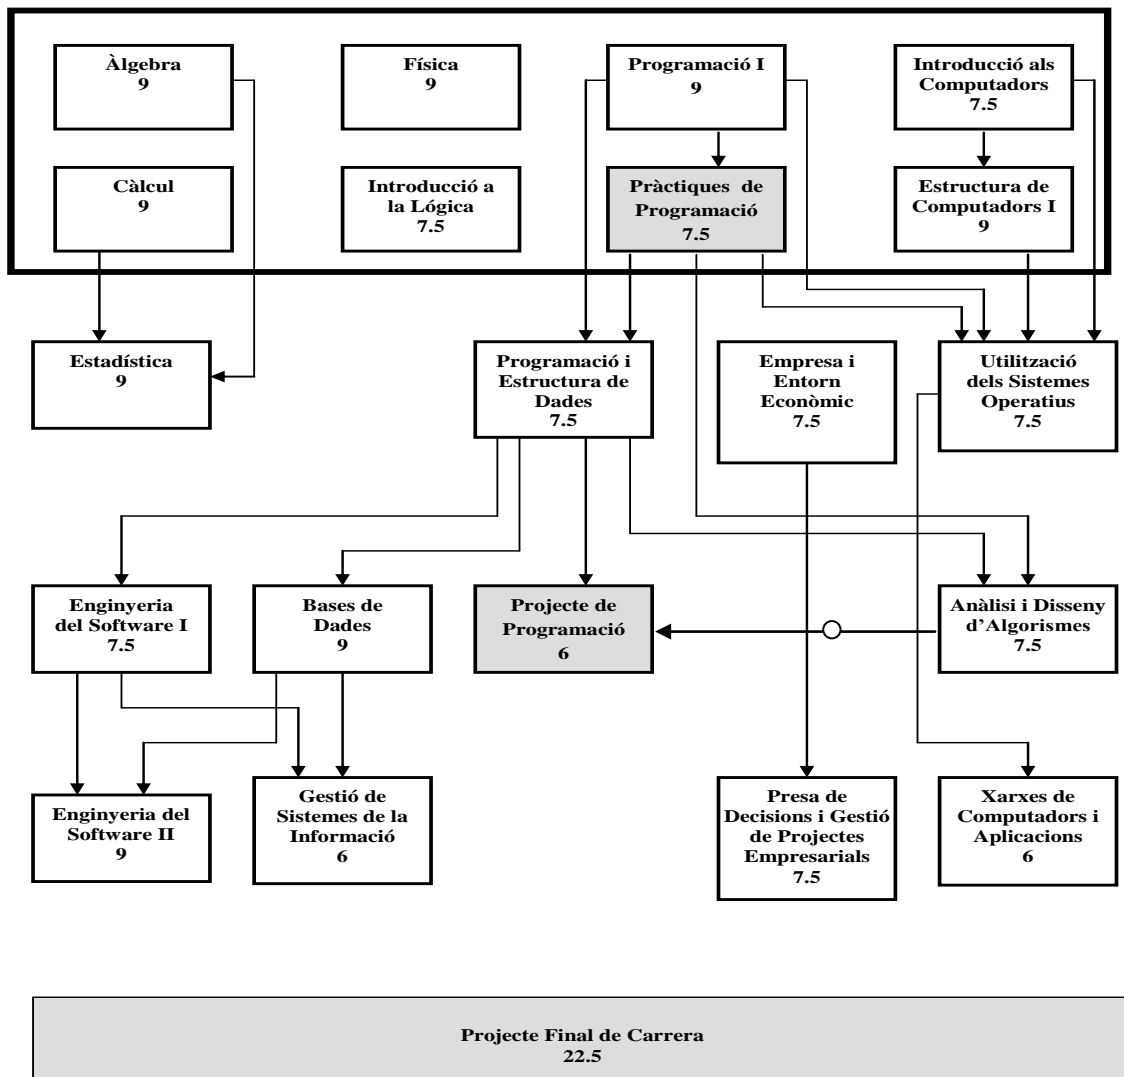 Àlgebra
9
Física
9
Programació I
9
Introducció als
Computadors
7.5
Càlcul
9
Introducció a
la Lógica
7.5
Pràctiques de
Programació
7.5
Estructura de
Computadors I
9
Estadística
9
Programació i
Estructura de
Dades
7.5
Empresa i
Entorn
Econòmic
7.5
Utilització
dels Sistemes
Operatius
7.5
Enginyeria
del Software I
7.5
Bases de
Dades
9
Projecte de
Programació
6
Anàlisi i Disseny
d’Algorismes
7.5
Enginyeria del
Software II
9
Gestió de
Sistemes de la
Informació
6
Presa de
Decisions i Gestió
de Projectes
Empresarials
7.5
Xarxes de
Computadors i
Aplicacions
6
Projecte Final de Carrera
22.5